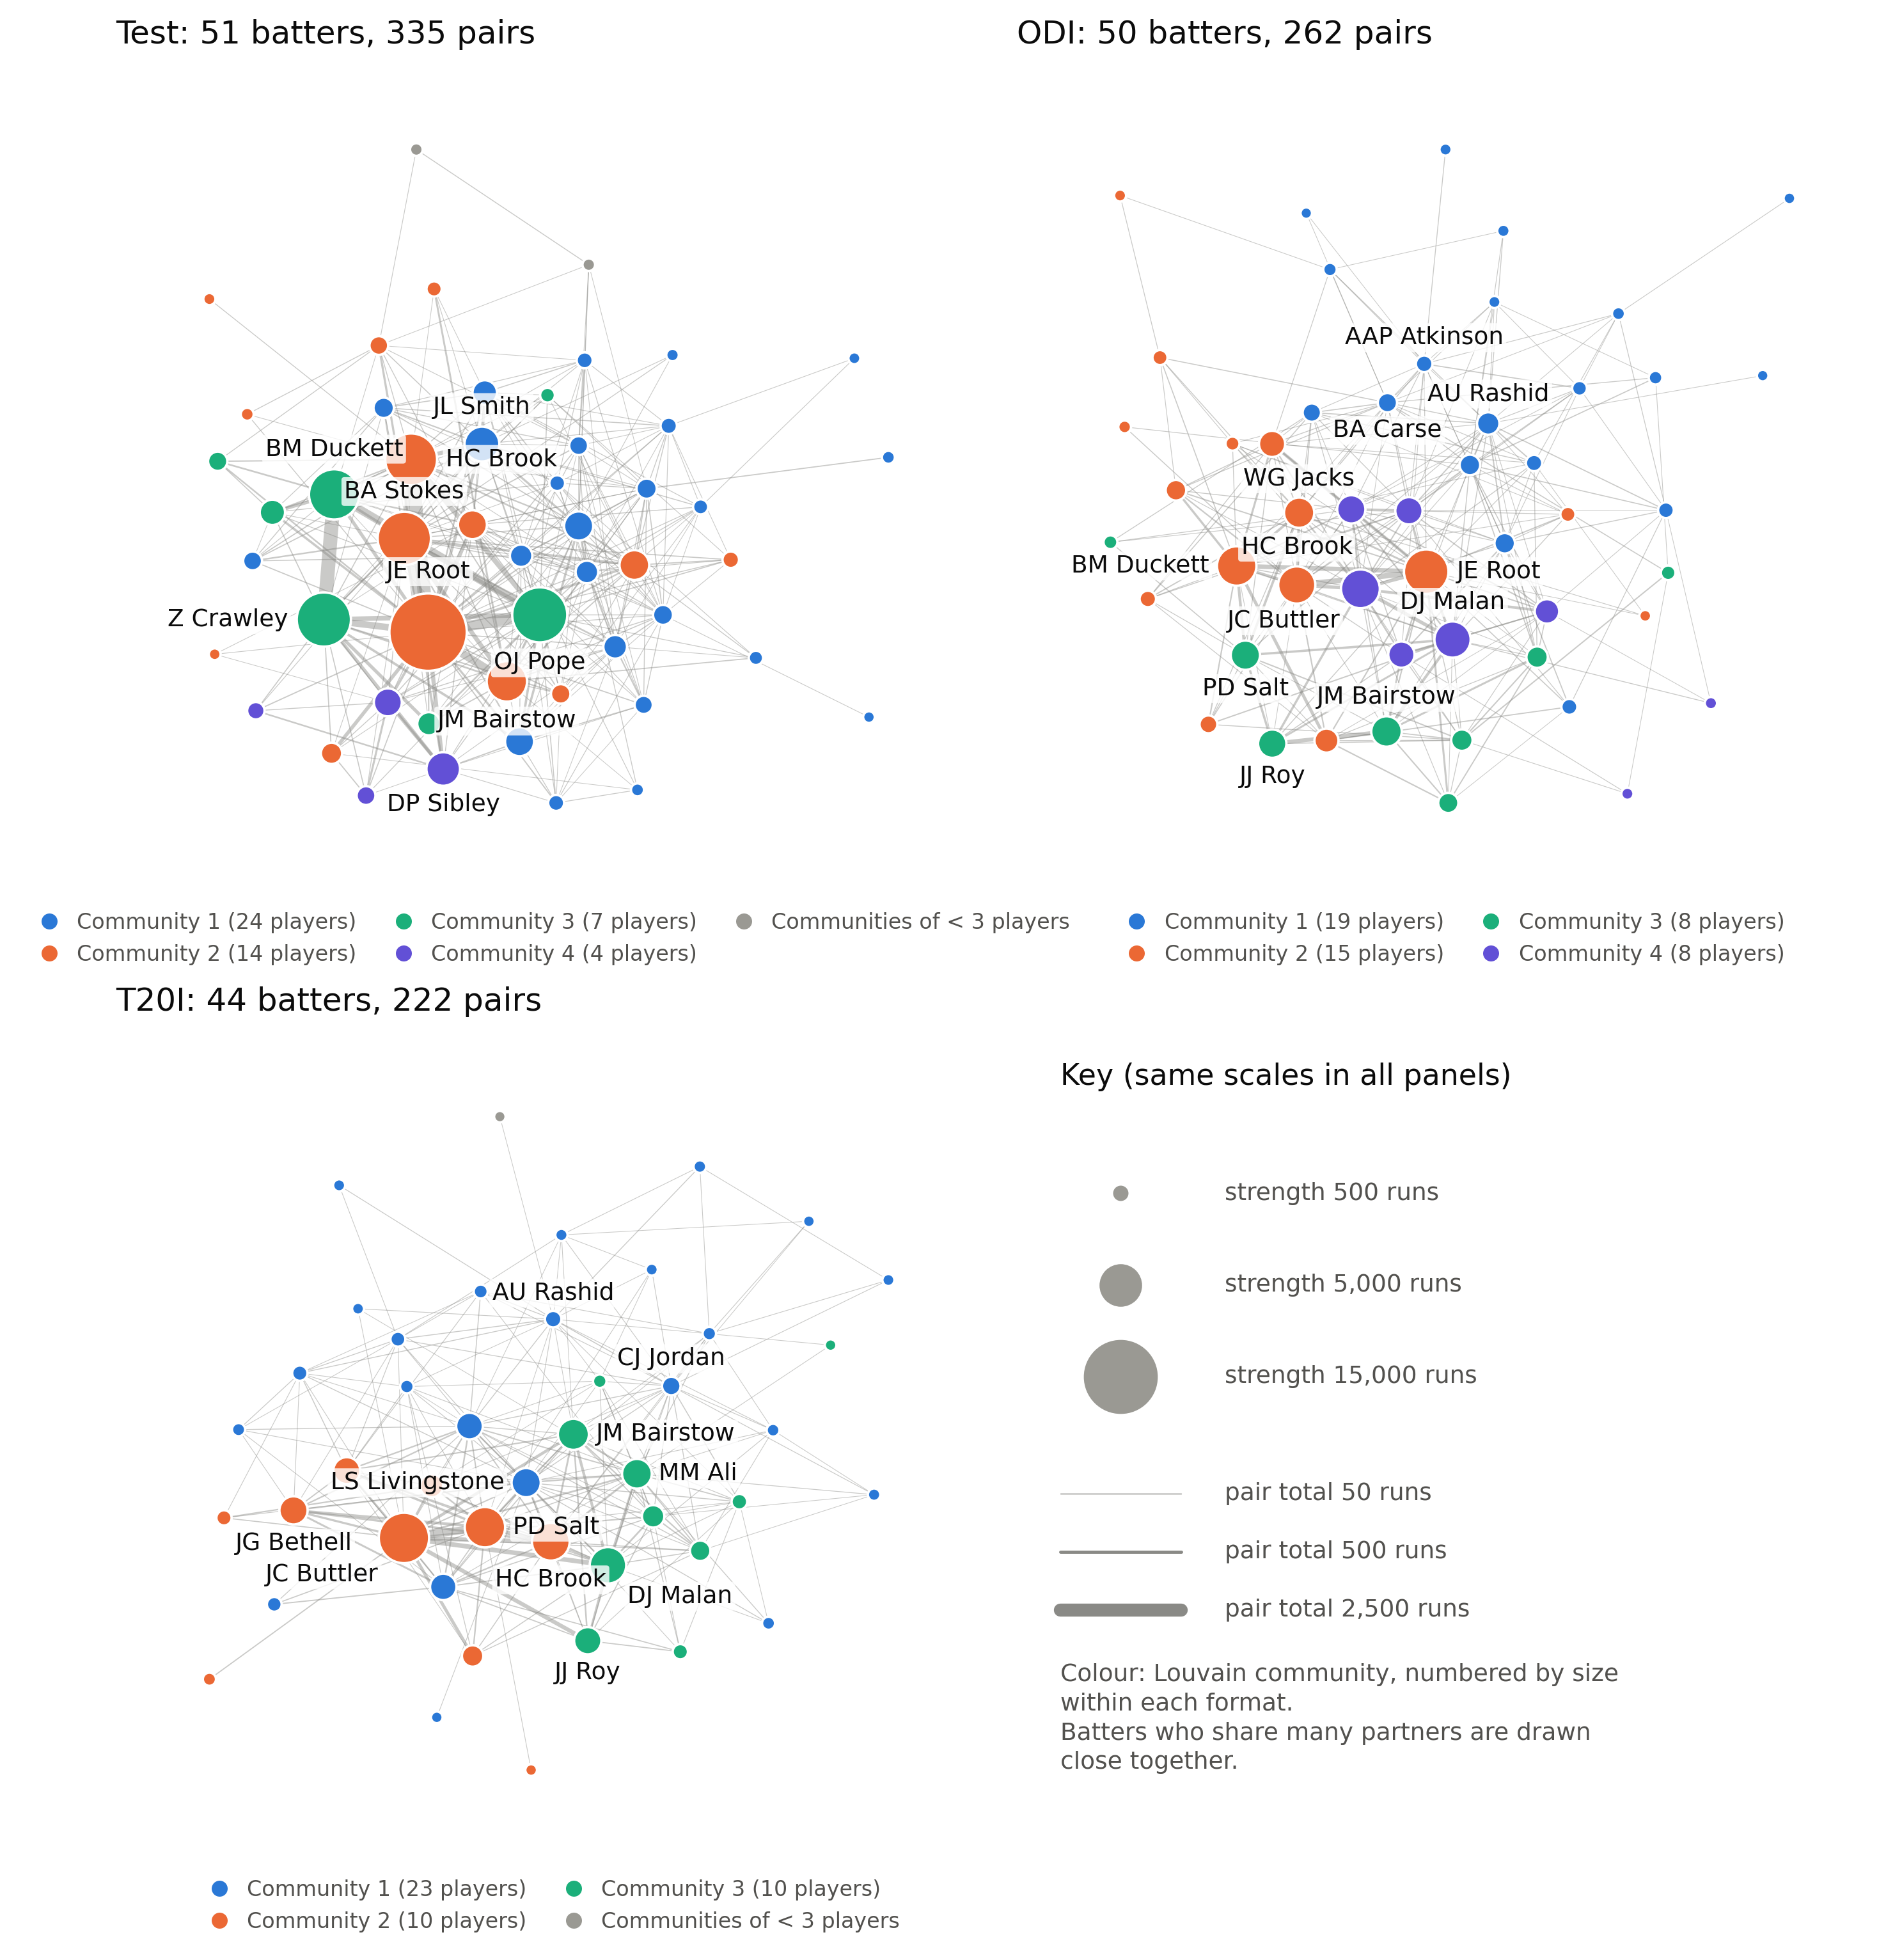 Test: 51 batters, 335 pairs
JL Smith
BM Duckett
HC Brook
BA Stokes
JE Root
Z Crawley
OJ Pope
JM Bairstow
DP Sibley
Community 1 (24 players)
Community 2 (14 players)
Community 3 (7 players)
Community 4 (4 players)
Communities of < 3 players
ODI: 50 batters, 262 pairs
AAP Atkinson
AU Rashid
BA Carse
WG Jacks
HC Brook
BM Duckett
JE Root
DJ Malan
JC Buttler
PD Salt
JM Bairstow
JJ Roy
Community 1 (19 players)
Community 2 (15 players)
Community 3 (8 players)
Community 4 (8 players)
T20I: 44 batters, 222 pairs
AU Rashid
CJ Jordan
JM Bairstow
MM Ali
LS Livingstone
PD Salt
JG Bethell
JC Buttler
HC Brook
DJ Malan
JJ Roy
Community 1 (23 players)
Community 2 (10 players)
Community 3 (10 players)
Communities of < 3 players
Key (same scales in all panels)
strength 500 runs
strength 5,000 runs
strength 15,000 runs
pair total 50 runs
pair total 500 runs
pair total 2,500 runs
Colour: Louvain community, numbered by size
within each format.
Batters who share many partners are drawn
close together.